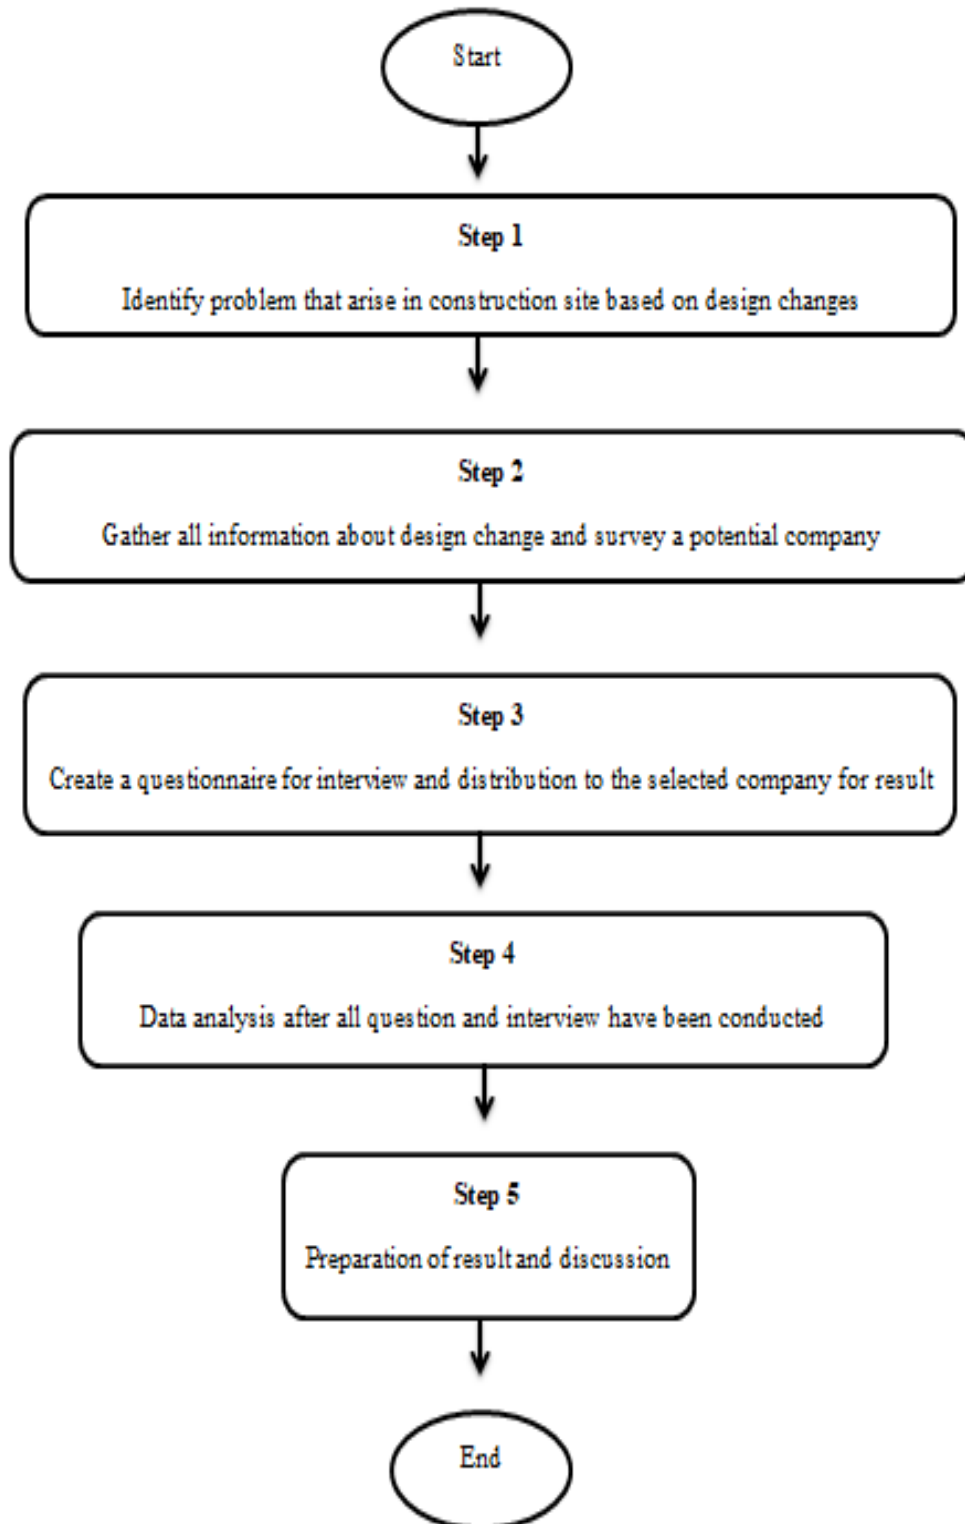 Start
Step 1
Identify problem that arise in construction site based on design changes
Step 2
Gather all information about design change and survey a potential company
Step 3
Create a questionnaire for interview and distribution to the selected company for result
Step 4
Data analysis after all question and interview have been conducted
Step 5
Preparation of result and discussion
End